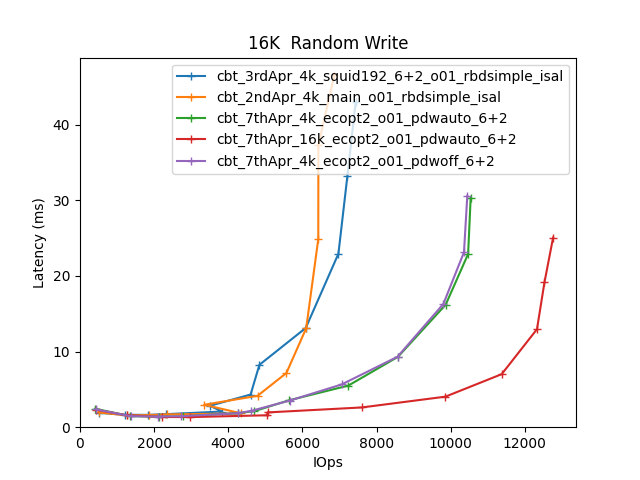 16K  Random Write
cbt_3rdApr_4k_squid192_6+2_o01_rbdsimple_isal
cbt_2ndApr_4k_main_o01_rbdsimple_isal
cbt_7thApr_4k_ecopt2_o01_pdwauto_6+2
cbt_7thApr_16k_ecopt2_o01_pdwauto_6+2
cbt_7thApr_4k_ecopt2_o01_pdwoff_6+2
Latency (ms)
40
30
20
10
0
0 2000 4000 6000 8000 10000 12000
IOps